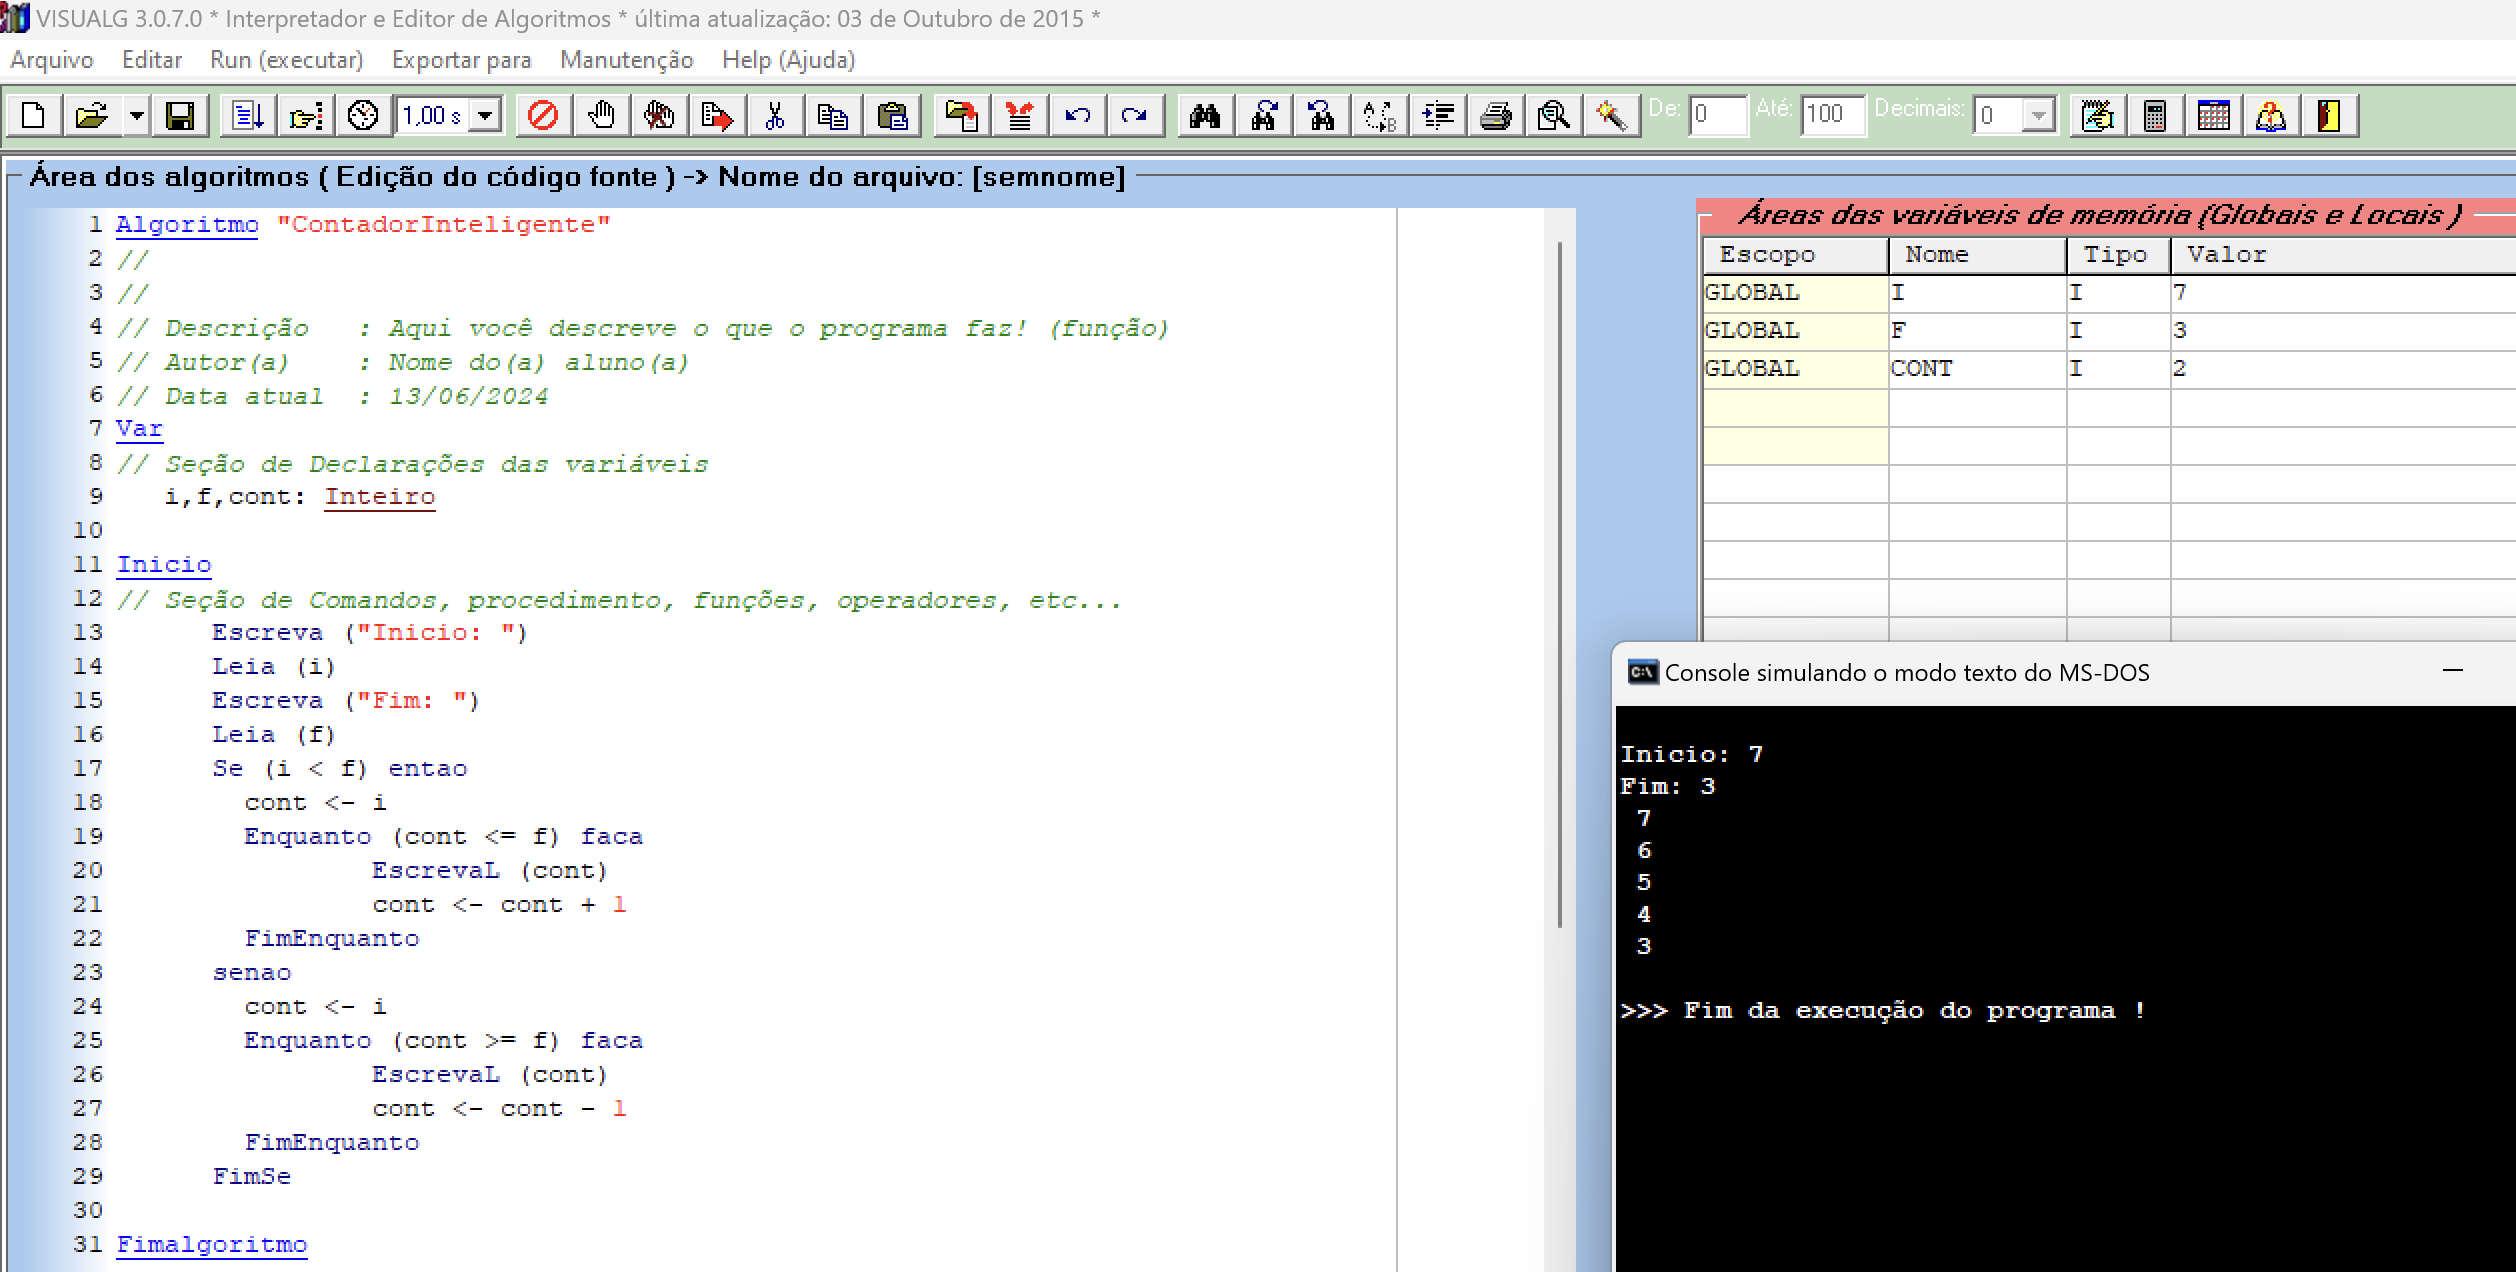 VISUALG 3.0.7.0 * Interpretador e Editor de Algoritmos * última atualização: 03 de Outubro de 2015 *
Arquivo Editar Run (executar) Exportar para Manutenção Help (Ajuda)
1,00 s De: 0 Até: 100 Decimais: 0
Área dos algoritmos ( Edição do código fonte ) -> Nome do arquivo: [semnome]
1 Algoritmo "ContadorInteligente"
2 //
3 //
4 // Descrição   : Aqui você descreve o que o programa faz! (função)
5 // Autor(a)    : Nome do(a) aluno(a)
6 // Data atual  : 13/06/2024
7 Var
8 // Seção de Declarações das variáveis
9    i,f,cont: Inteiro
10
11 Inicio
12 // Seção de Comandos, procedimento, funções, operadores, etc...
13       Escreva ("Inicio: ")
14       Leia (i)
15       Escreva ("Fim: ")
16       Leia (f)
17       Se (i < f) entao
18         cont <- i
19         Enquanto (cont <= f) faca
20                 EscrevaL (cont)
21                 cont <- cont + 1
22         FimEnquanto
23       senao
24         cont <- i
25         Enquanto (cont >= f) faca
26                 EscrevaL (cont)
27                 cont <- cont - 1
28         FimEnquanto
29       FimSe
30
31 Fimalgoritmo
Áreas das variáveis de memória (Globais e Locais )
Escopo Nome Tipo Valor
GLOBAL I I 7
GLOBAL F I 3
GLOBAL CONT I 2
Console simulando o modo texto do MS-DOS
Inicio: 7
Fim: 3
7
6
5
4
3
>>> Fim da execução do programa !